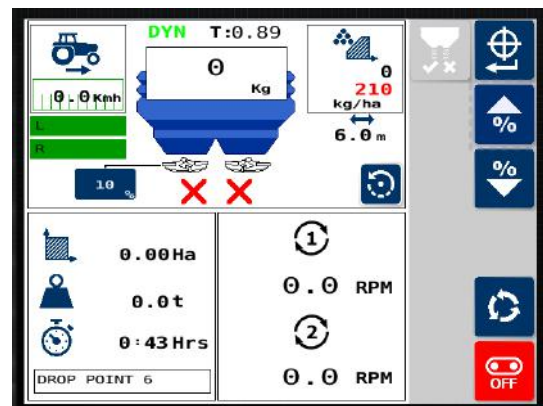 DYN T:0.89
0
Kg
0
210
kg/ha
0.0 Kmh
6.0 m
L
R
10 %
%
%
0.00 Ha
0.0 t
0:43 Hrs
DROP POINT 6
1
0.0 RPM
2
0.0 RPM
OFF